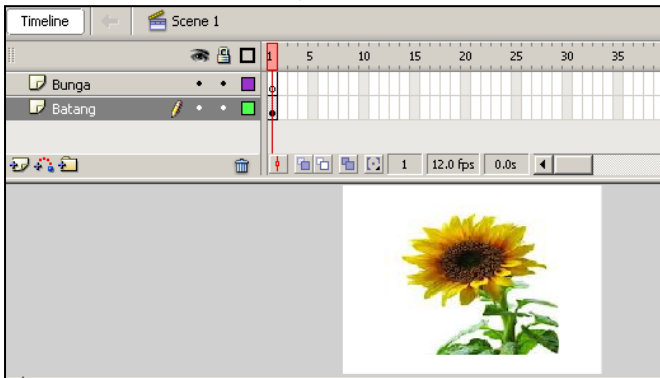 Timeline Scene 1
1 5 10 15 20 25 30 35
Bunga
Batang
1 12.0 fps 0.0s